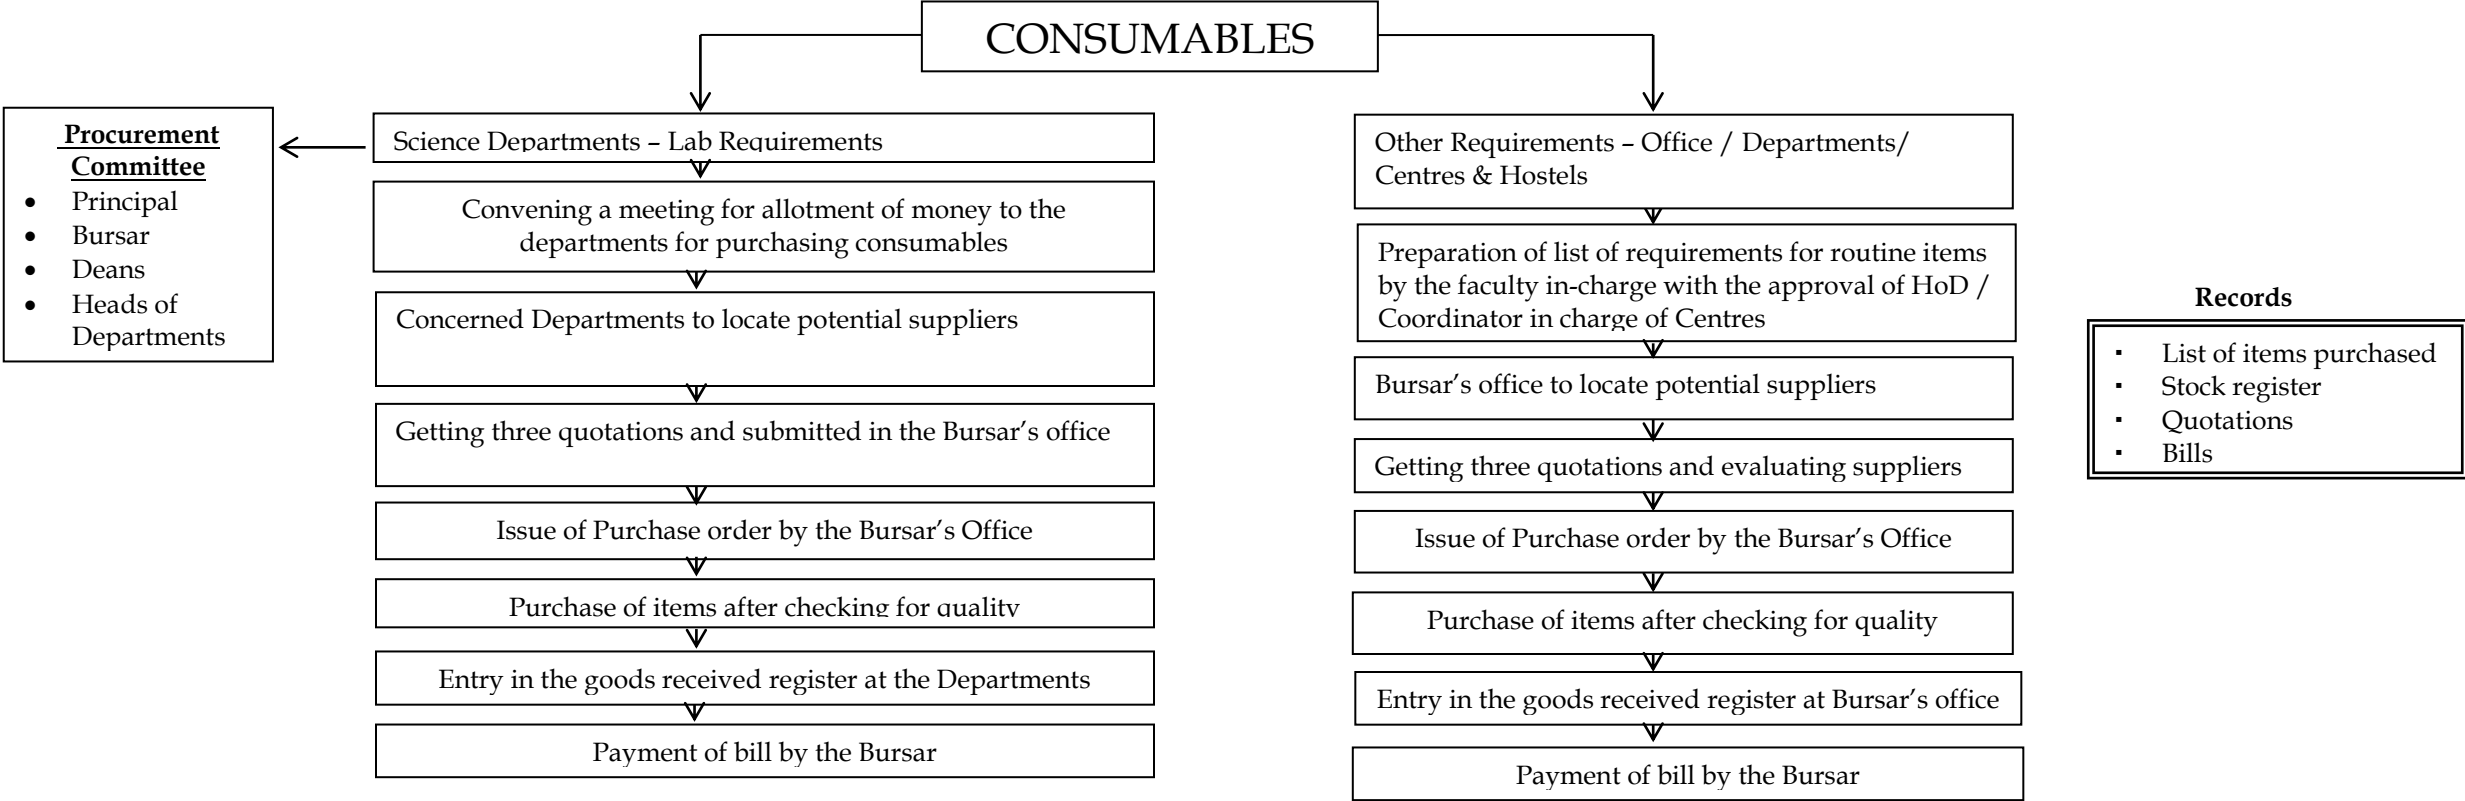 CONSUMABLES
Procurement
Committee
• Principal
• Bursar
• Deans
• Heads of
Departments
Science Departments – Lab Requirements
Convening a meeting for allotment of money to the
departments for purchasing consumables
Concerned Departments to locate potential suppliers
Getting three quotations and submitted in the Bursar’s office
Issue of Purchase order by the Bursar’s Office
Purchase of items after checking for quality
Entry in the goods received register at the Departments
Payment of bill by the Bursar
Other Requirements – Office / Departments/
Centres & Hostels
Preparation of list of requirements for routine items
by the faculty in-charge with the approval of HoD /
Coordinator in charge of Centres
Bursar’s office to locate potential suppliers
Getting three quotations and evaluating suppliers
Issue of Purchase order by the Bursar’s Office
Purchase of items after checking for quality
Entry in the goods received register at Bursar’s office
Payment of bill by the Bursar
Records
▪ List of items purchased
▪ Stock register
▪ Quotations
▪ Bills